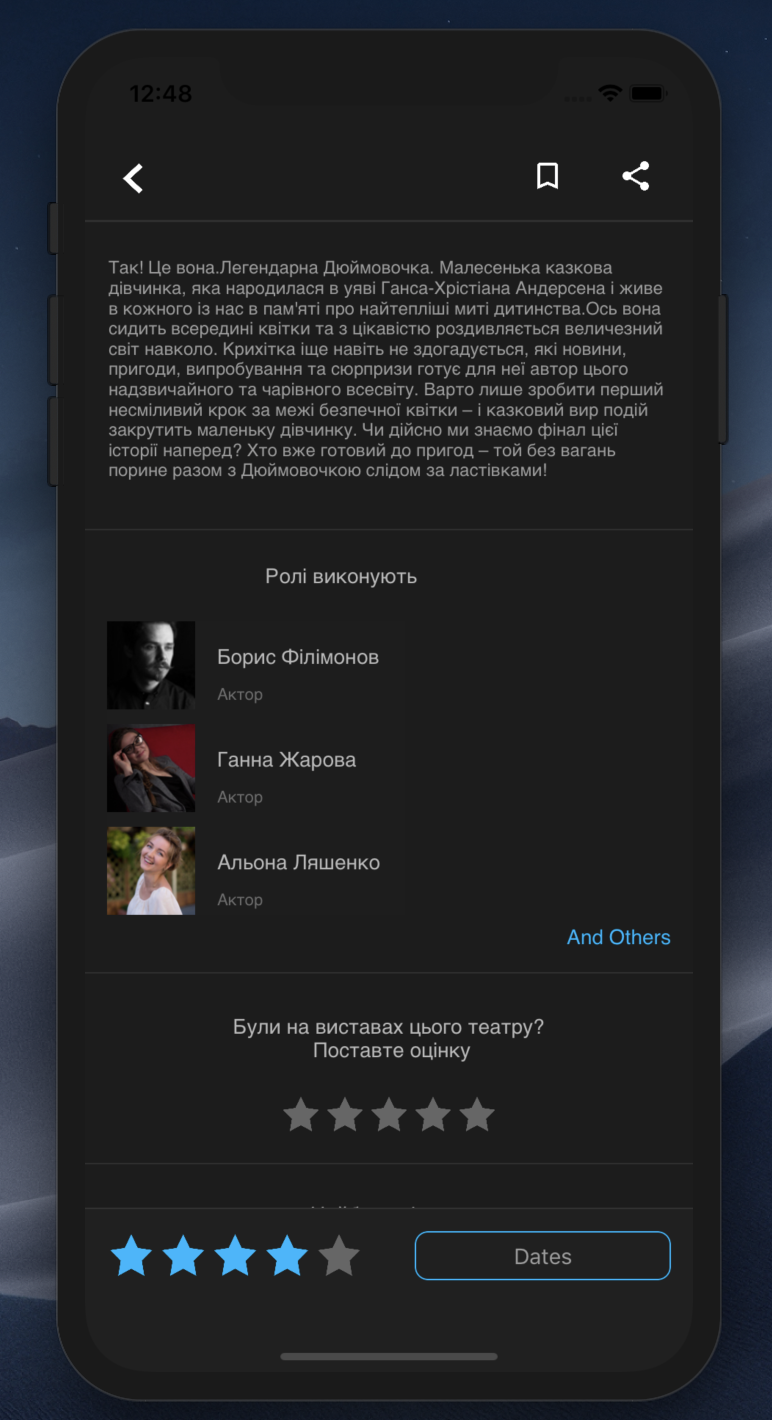 12:48
Так! Це вона.Легендарна Дюймовочка. Малесенька казкова
дівчинка, яка народилася в уяві Ганса-Хрістіана Андерсена і живе
в кожного із нас в пам'яті про найтепліші миті дитинства.Ось вона
сидить всередині квітки та з цікавістю роздивляється величезний
світ навколо. Крихітка іще навіть не здогадується, які новини,
пригоди, випробування та сюрпризи готує для неї автор цього
надзвичайного та чарівного всесвіту. Варто лише зробити перший
несміливий крок за межі безпечної квітки – і казковий вир подій
закрутить маленьку дівчинку. Чи дійсно ми знаємо фінал цієї
історії наперед? Хто вже готовий до пригод – той без вагань
порине разом з Дюймовочкою слідом за ластівками!
Ролі виконують
Борис Філімонов
Актор
Ганна Жарова
Актор
Альона Ляшенко
Актор
And Others
Були на виставах цього театру?
Поставте оцінку
Dates